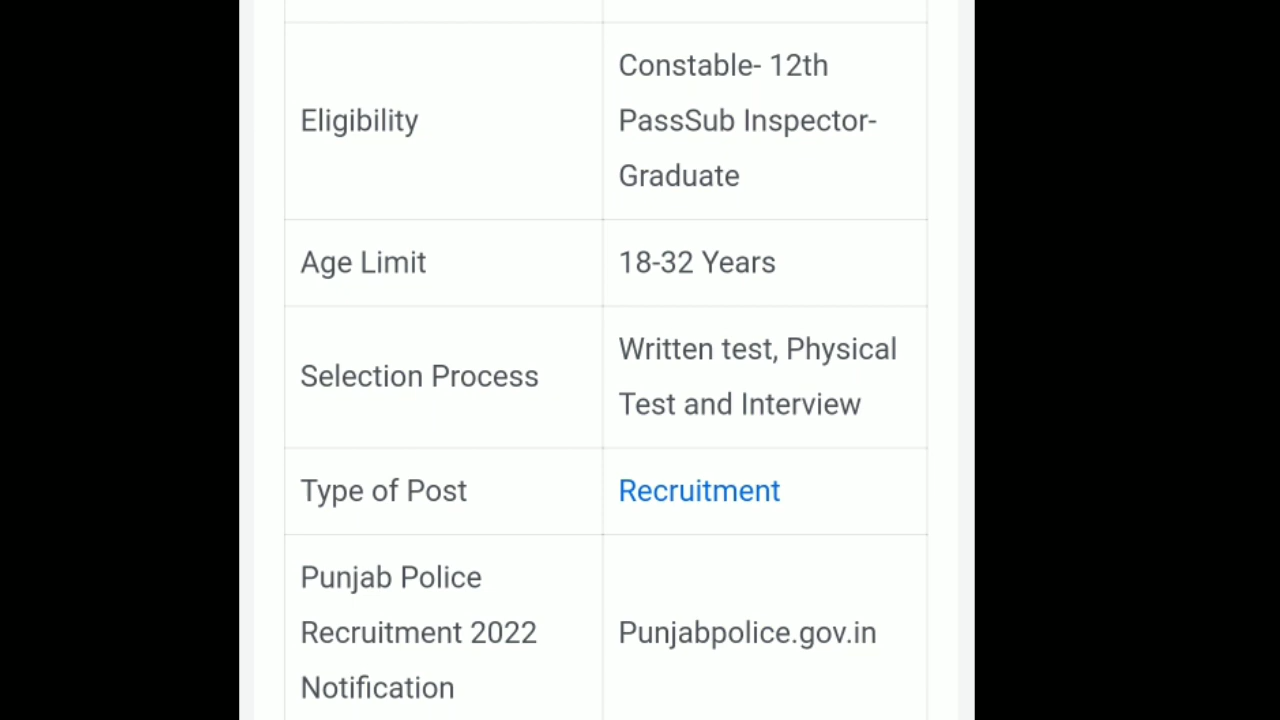 Eligibility
Constable- 12th
PassSub Inspector-
Graduate
Age Limit
18-32 Years
Selection Process
Written test, Physical
Test and Interview
Type of Post
Recruitment
Punjab Police
Recruitment 2022
Notification
Punjabpolice.gov.in